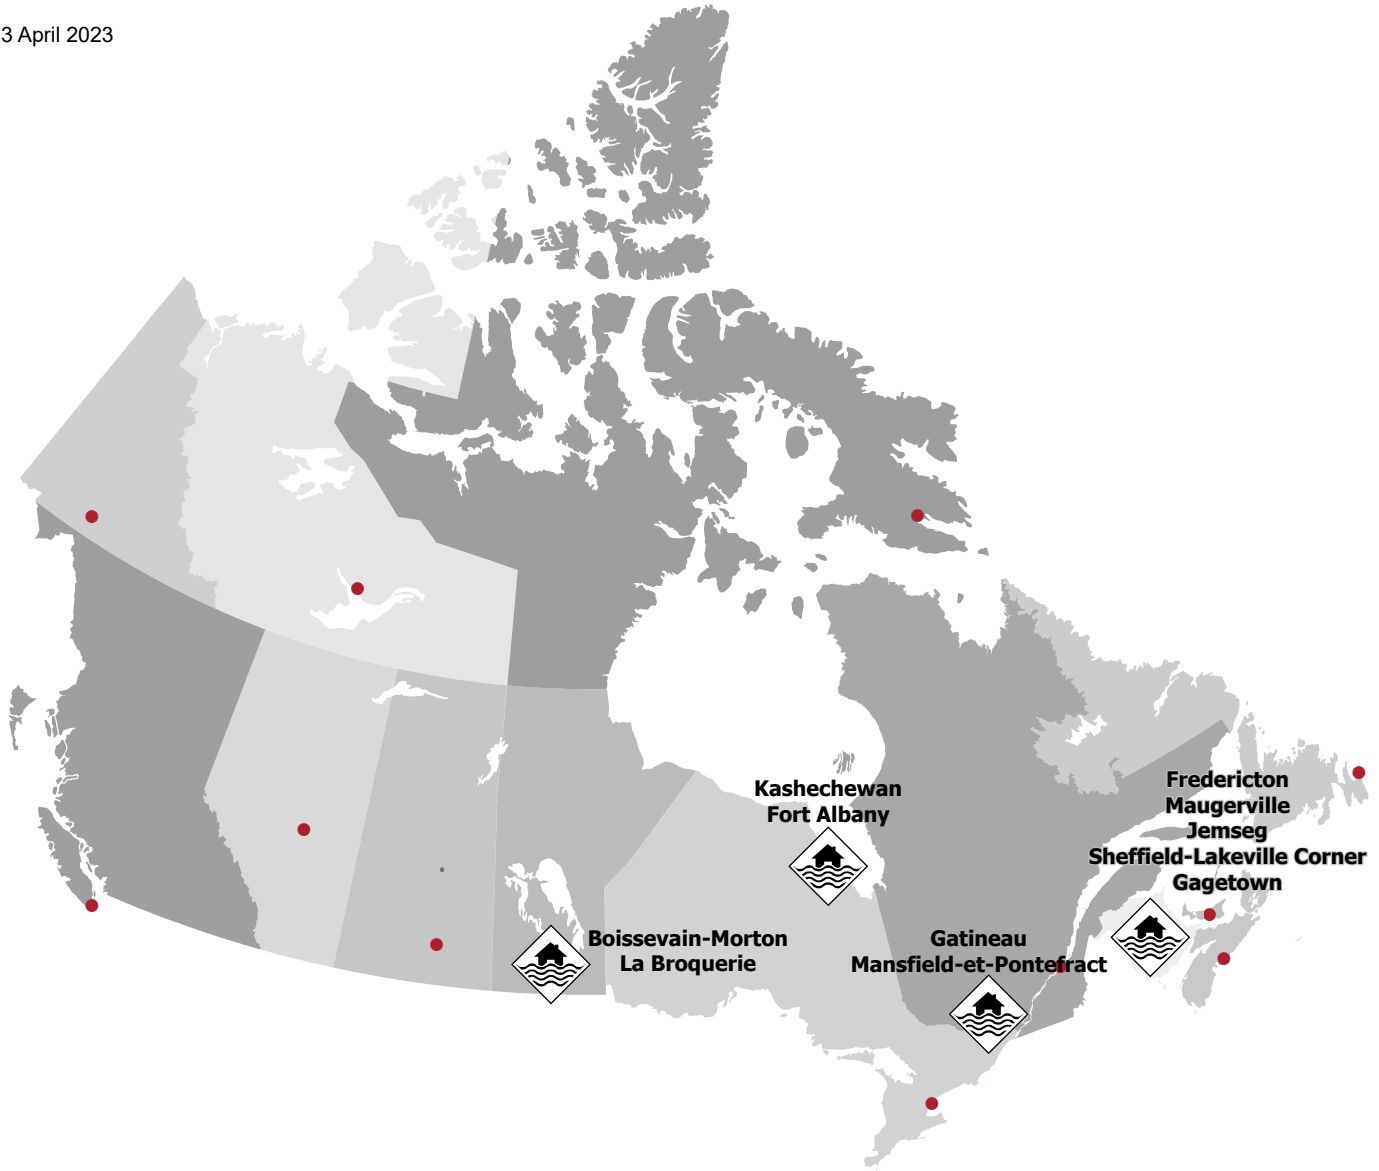 3 April 2023
Kashechewan
Fort Albany
Fredericton
Maugerville
Jemseg
Sheffield-Lakeville Corner
Gagetown
Boissevain-Morton
La Broquerie
Gatineau
Mansfield-et-Pontefract